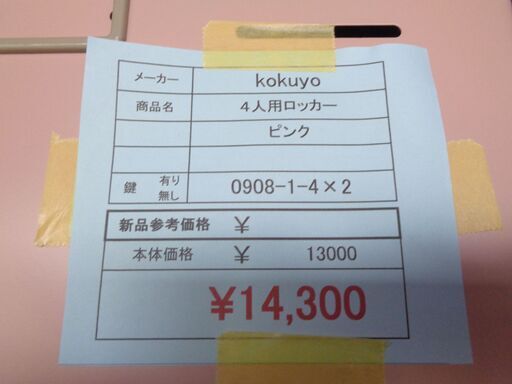 メーカー kokuyo
商品名 4人用ロッカー
ピンク
鍵 有り 無し 0908-1-4×2
新品参考価格 ¥
本体価格 ¥ 13000
¥14,300